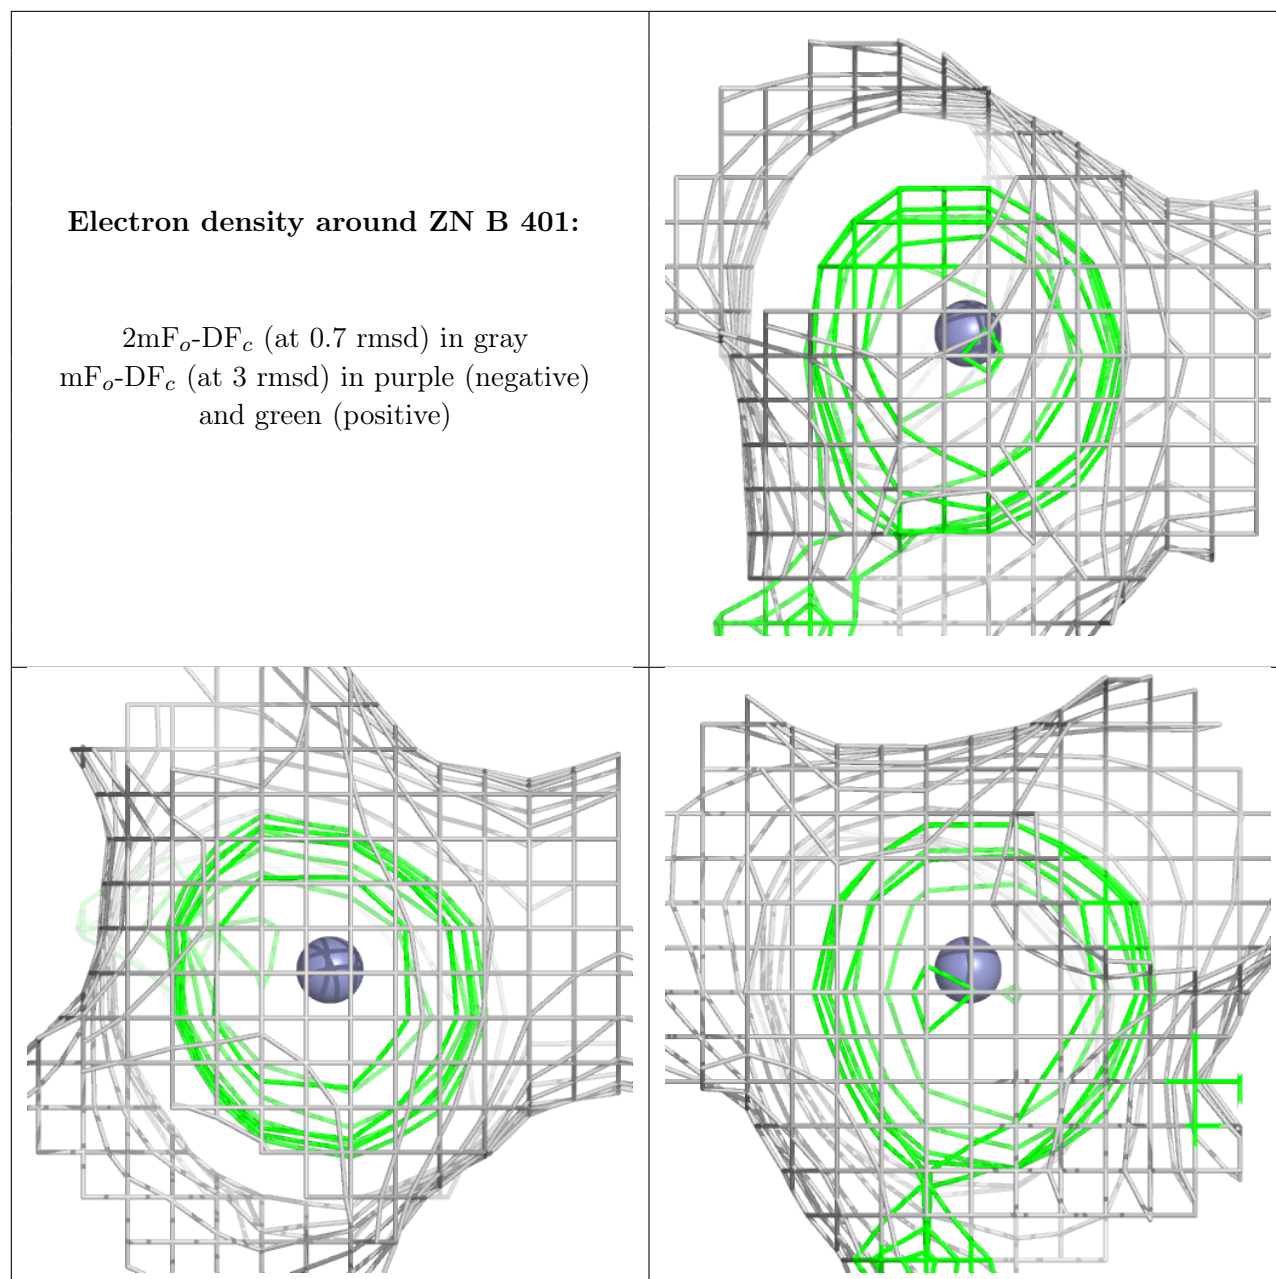 Electron density around ZN B 401:
2mFo-DFc (at 0.7 rmsd) in gray
mFo-DFc (at 3 rmsd) in purple (negative)
and green (positive)